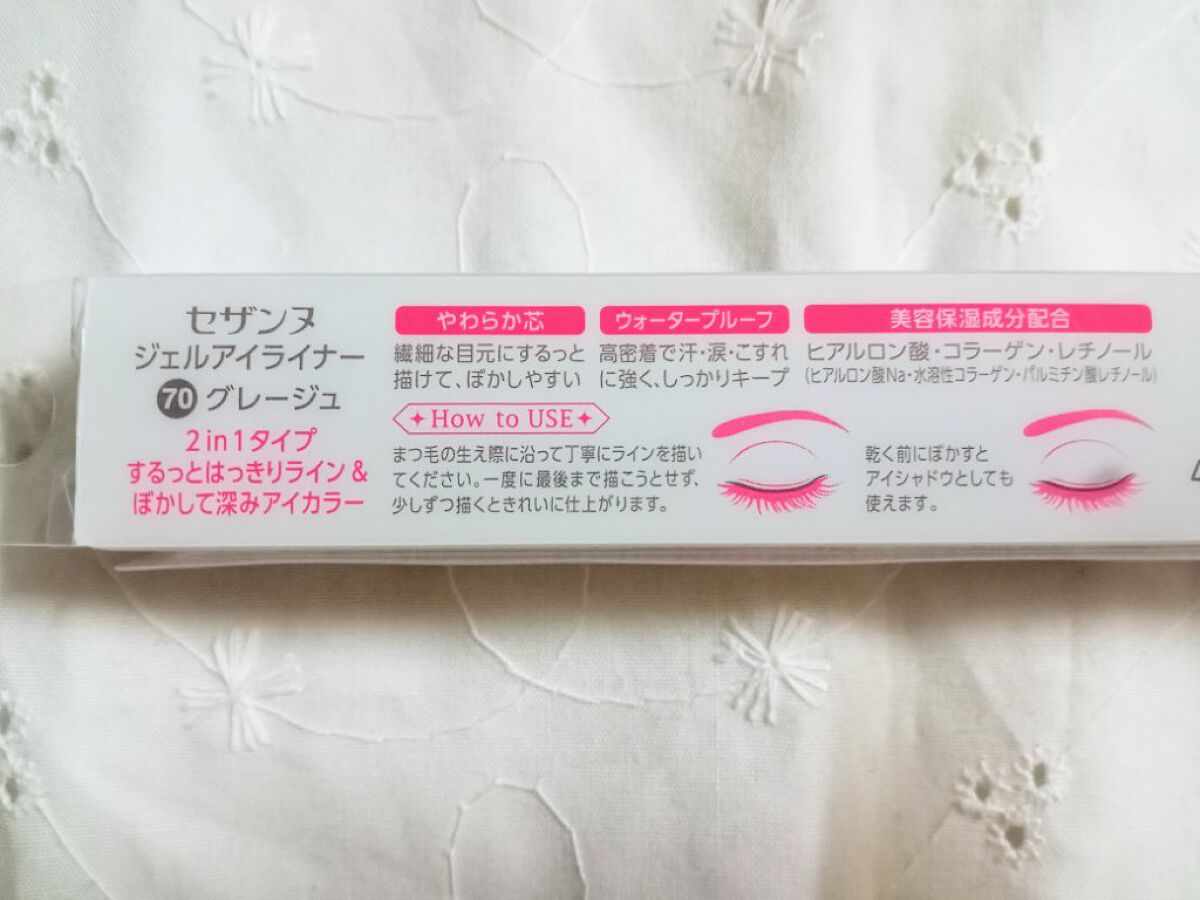 セザンヌ
ジェルアイライナー
70 グレージュ
2in1タイプ
するっとはっきりライン&
ぼかして深みアイカラー
やわらか芯
繊細な目元にするっと
描けて、ぼかしやすい
ウォータープルーフ
高密着で汗・涙・こすれ
に強く、しっかりキープ
美容保湿成分配合
ヒアルロン酸・コラーゲン・レチノール
(ヒアルロン酸Na・水溶性コラーゲン・パルミチン酸レチノール)
How to USE
まつ毛の生え際に沿って丁寧にラインを描い
てください。一度に最後まで描こうとせず、
少しずつ描くときれいに仕上がります。
乾く前にぼかすと
アイシャドウとしても
使えます。